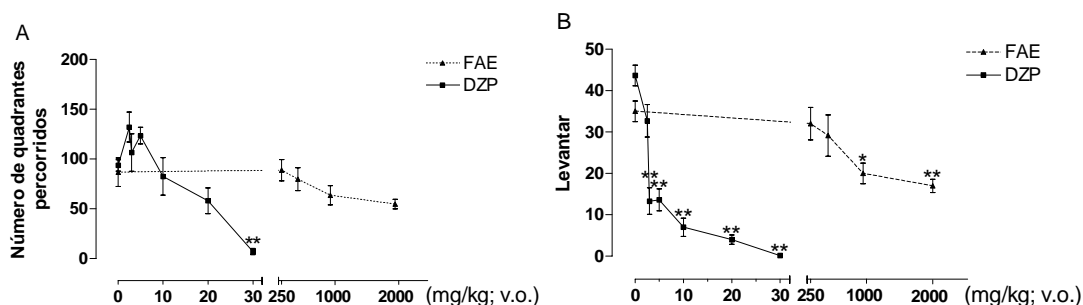 A
Número de quadrantes
percorridos
200
150
100
50
0
FAE
DZP
**
0 10 20 30 250 1000 2000 (mg/kg; v.o.)
B
Levantar
50
40
30
20
10
0
FAE
DZP
*
**
**
**
**
**
**
0 10 20 30 250 1000 2000 (mg/kg; v.o.)